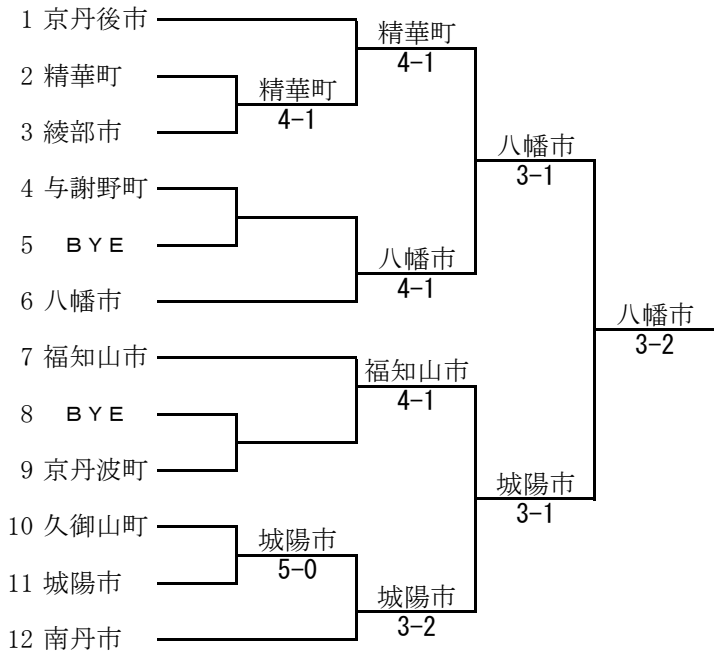 1 京丹後市
精華町
4-1
2 精華町
精華町
4-1
3 綾部市
八幡市
3-1
4 与謝野町
5 BYE
八幡市
4-1
6 八幡市
八幡市
3-2
7 福知山市
福知山市
4-1
8 BYE
9 京丹波町
城陽市
3-1
10 久御山町
城陽市
5-0
11 城陽市
城陽市
3-2
12 南丹市